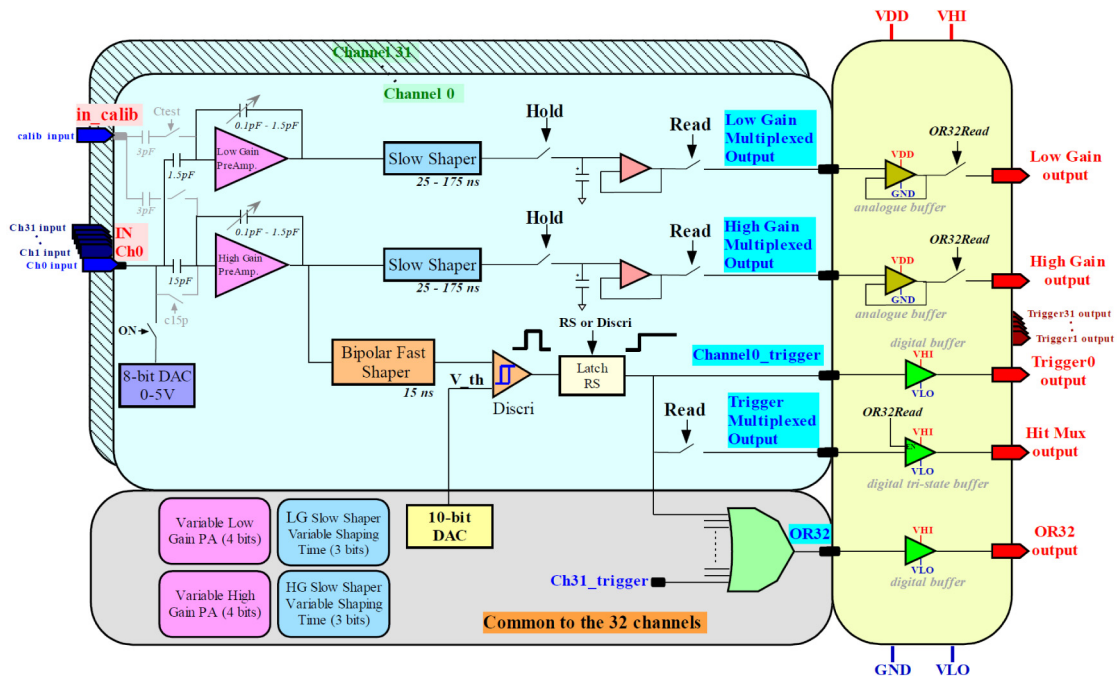 VDD
VHI
Channel 31
Channel 0
in_calib
calib input
Ctest
3pF
0.1pF - 1.5pF
1.5pF
Low Gain
PreAmp.
Slow Shaper
25 - 175 ns
Hold
Read
Low Gain
Multiplexed
Output
VDD
GND
analogue buffer
OR32Read
Low Gain
output
Ch31 input
Ch1 input
Ch0 input
IN
Ch0
3pF
0.1pF - 1.5pF
15pF
High Gain
PreAmp.
c15p
ON
8-bit DAC
0-5V
Slow Shaper
25 - 175 ns
Hold
Read
High Gain
Multiplexed
Output
VDD
GND
analogue buffer
OR32Read
High Gain
output
Trigger31 output
Trigger1 output
Bipolar Fast
Shaper
15 ns
V_th
Discri
RS or Discri
Latch
RS
Channel0_trigger
digital buffer
VHI
VLO
Trigger0
output
Read
Trigger
Multiplexed
Output
OR32Read
VHI
EN
VLO
digital tri-state buffer
Hit Mux
output
Variable Low
Gain PA (4 bits)
LG Slow Shaper
Variable Shaping
Time (3 bits)
10-bit
DAC
Variable High
Gain PA (4 bits)
HG Slow Shaper
Variable Shaping
Time (3 bits)
Ch31_trigger
OR32
VHI
VLO
digital buffer
OR32
output
Common to the 32 channels
GND
VLO